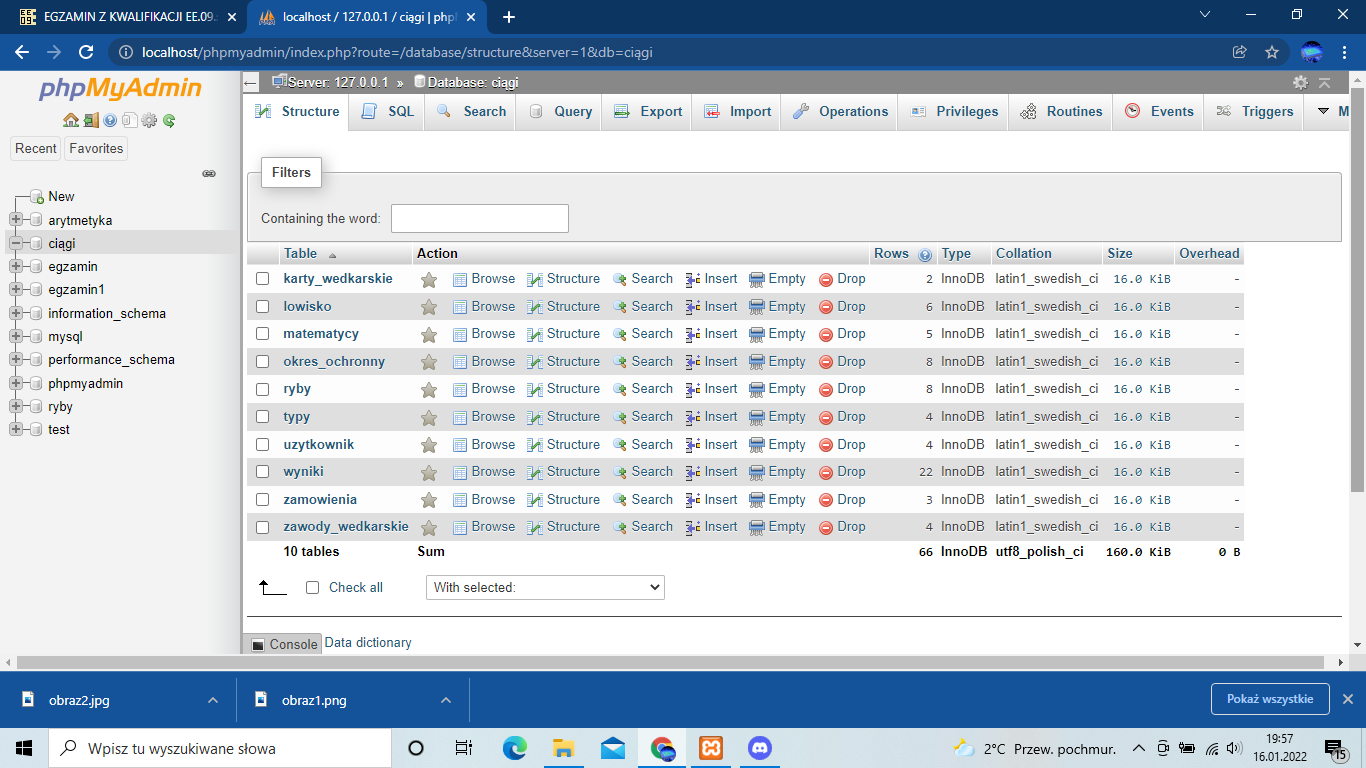 EGZAMIN Z KWALIFIKACJI EE.09.
localhost / 127.0.0.1 / ciągi | php
localhost/phpmyadmin/index.php?route=/database/structure&server=1&db=ciągi
phpMyAdmin
Server: 127.0.0.1 » Database: ciągi
Structure SQL Search Query Export Import Operations Privileges Routines Events Triggers M
Recent Favorites
New
arytmetyka
ciągi
egzamin
egzamin1
information_schema
mysql
performance_schema
phpmyadmin
ryby
test
Filters
Containing the word:
Table Action Rows Type Collation Size Overhead
karty_wedkarskie Browse Structure Search Insert Empty Drop 2 InnoDB latin1_swedish_ci 16.0 KiB -
lowisko Browse Structure Search Insert Empty Drop 6 InnoDB latin1_swedish_ci 16.0 KiB -
matematycy Browse Structure Search Insert Empty Drop 5 InnoDB latin1_swedish_ci 16.0 KiB -
okres_ochronny Browse Structure Search Insert Empty Drop 8 InnoDB latin1_swedish_ci 16.0 KiB -
ryby Browse Structure Search Insert Empty Drop 8 InnoDB latin1_swedish_ci 16.0 KiB -
typy Browse Structure Search Insert Empty Drop 4 InnoDB latin1_swedish_ci 16.0 KiB -
uzytkownik Browse Structure Search Insert Empty Drop 4 InnoDB latin1_swedish_ci 16.0 KiB -
wyniki Browse Structure Search Insert Empty Drop 22 InnoDB latin1_swedish_ci 16.0 KiB -
zamowienia Browse Structure Search Insert Empty Drop 3 InnoDB latin1_swedish_ci 16.0 KiB -
zawody_wedkarskie Browse Structure Search Insert Empty Drop 4 InnoDB latin1_swedish_ci 16.0 KiB -
10 tables Sum 66 InnoDB utf8_polish_ci 160.0 KiB 0 B
Check all With selected:
Console Data dictionary
obraz2.jpg obraz1.png Pokaż wszystkie
Wpisz tu wyszukiwane słowa
2°C Przew. pochmur.
19:57
16.01.2022
15